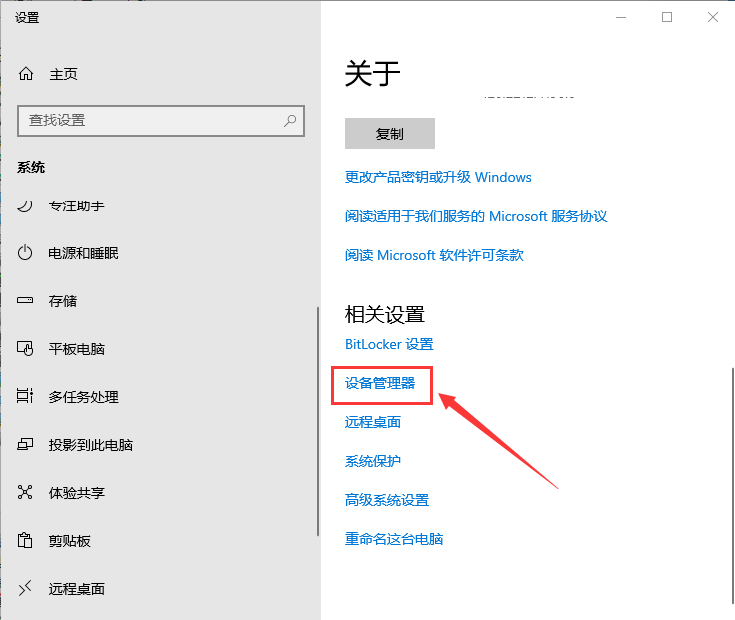 设置
主页
查找设置
系统
专注助手
电源和睡眠
存储
平板电脑
多任务处理
投影到此电脑
体验共享
剪贴板
远程桌面
关于
复制
更改产品密钥或升级 Windows
阅读适用于我们服务的 Microsoft 服务协议
阅读 Microsoft 软件许可条款
相关设置
BitLocker 设置
设备管理器
远程桌面
系统保护
高级系统设置
重命名这台电脑